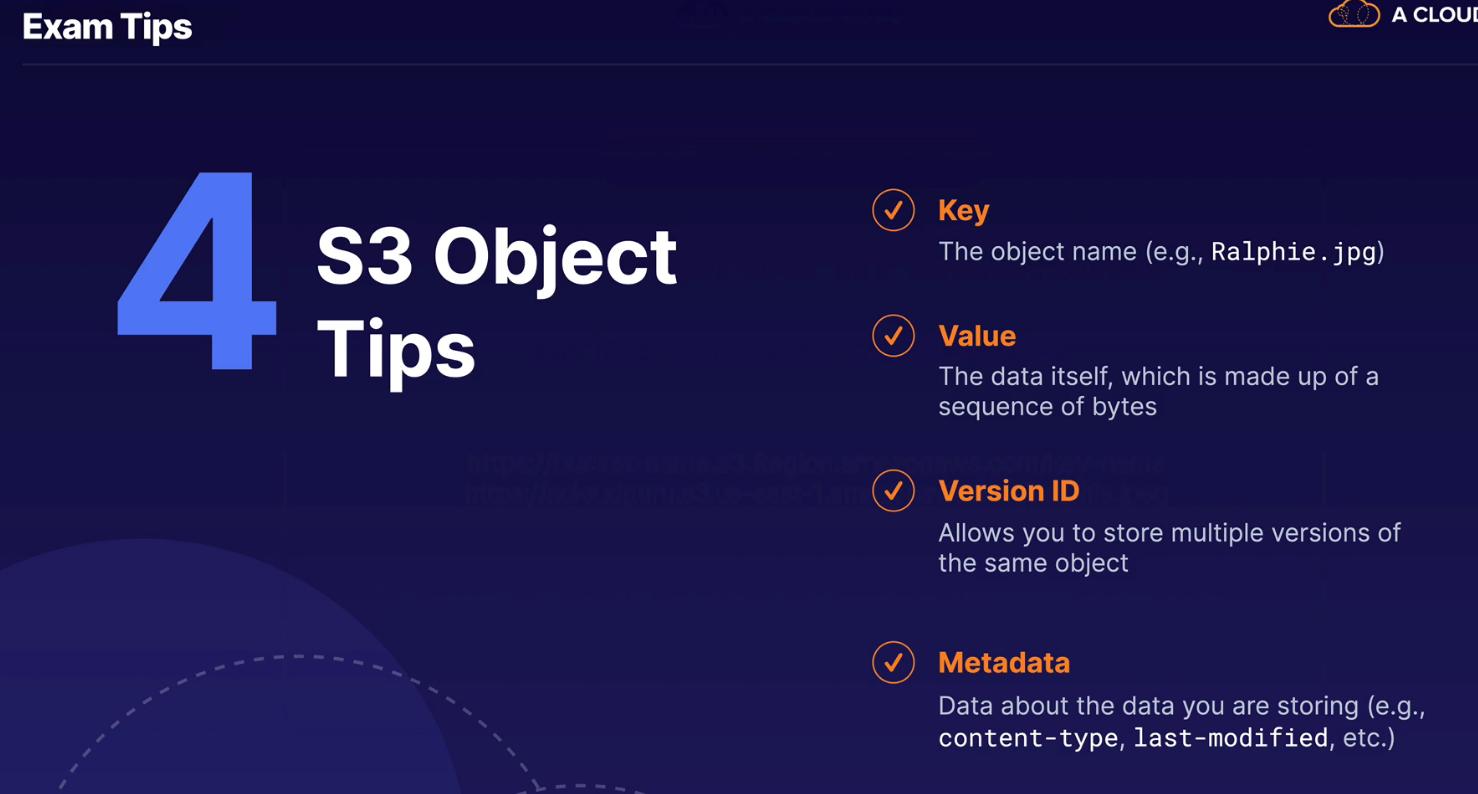 Exam Tips
A CLOUD
4
S3 Object
Tips
Key
The object name (e.g., Ralphie.jpg)
Value
The data itself, which is made up of a
sequence of bytes
Version ID
Allows you to store multiple versions of
the same object
Metadata
Data about the data you are storing (e.g.,
content-type, last-modified, etc.)